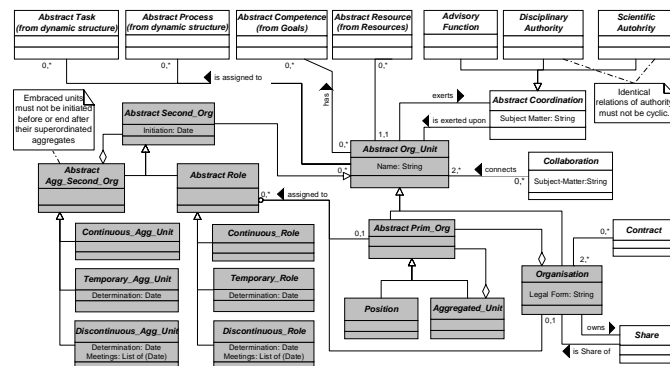 Abstract Task
(from dynamic structure)
Abstract Process
(from dynamic structure)
Abstract Competence
(from Goals)
Abstract Resource
(from Resources)
Advisory
Function
Disciplinary
Authority
Scientific
Autohrity
0,*
0,*
0,*
0,*
is assigned to
has
exerts
Identical
relations of authority
must not be cyclic.
Embraced units
must not be initiated
before or end after
their superordinated
aggregates
Abstract Second_Org
Initiation: Date
Abstract Coordination
Subject Matter: String
is exerted upon
0,*
1,1
Abstract Org_Unit
Name: String
0,*
2,*
connects
0,*
Collaboration
Subject-Matter:String
Abstract
Agg_Second_Org
Abstract Role
0,*
assigned to
0,1
Abstract Prim_Org
Contract
0,*
2,*
Continuous_Agg_Unit
Continuous_Role
Temporary_Agg_Unit
Determination: Date
Temporary_Role
Determination: Date
Organisation
Legal Form: String
Position
Aggregated_Unit
0,1
Discontinuous_Agg_Unit
Determination: Date
Meetings: List of (Date)
Discontinuous_Role
Determination: Date
Meetings: List of (Date)
owns
Share
is Share of